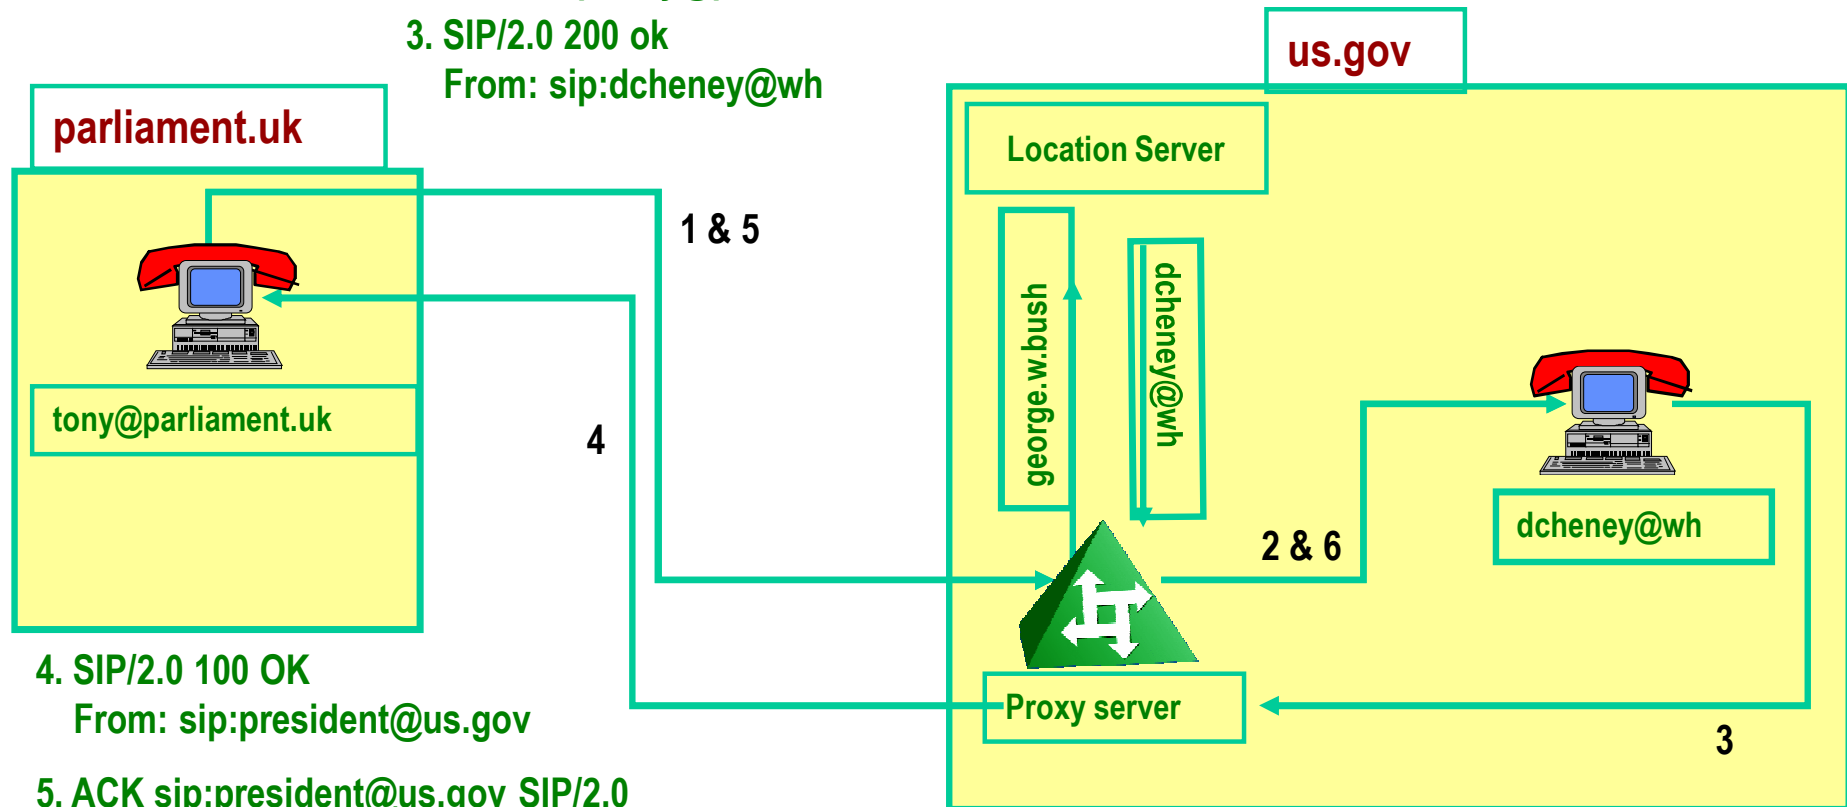 3. SIP/2.0 200 ok
From: sip:dcheney@wh
us.gov
parliament.uk
Location Server
1 & 5
george.w.bush
dcheney@wh
tony@parliament.uk
4
2 & 6
dcheney@wh
4. SIP/2.0 100 OK
From: sip:president@us.gov
Proxy server
3
5. ACK sip:president@us.gov SIP/2.0